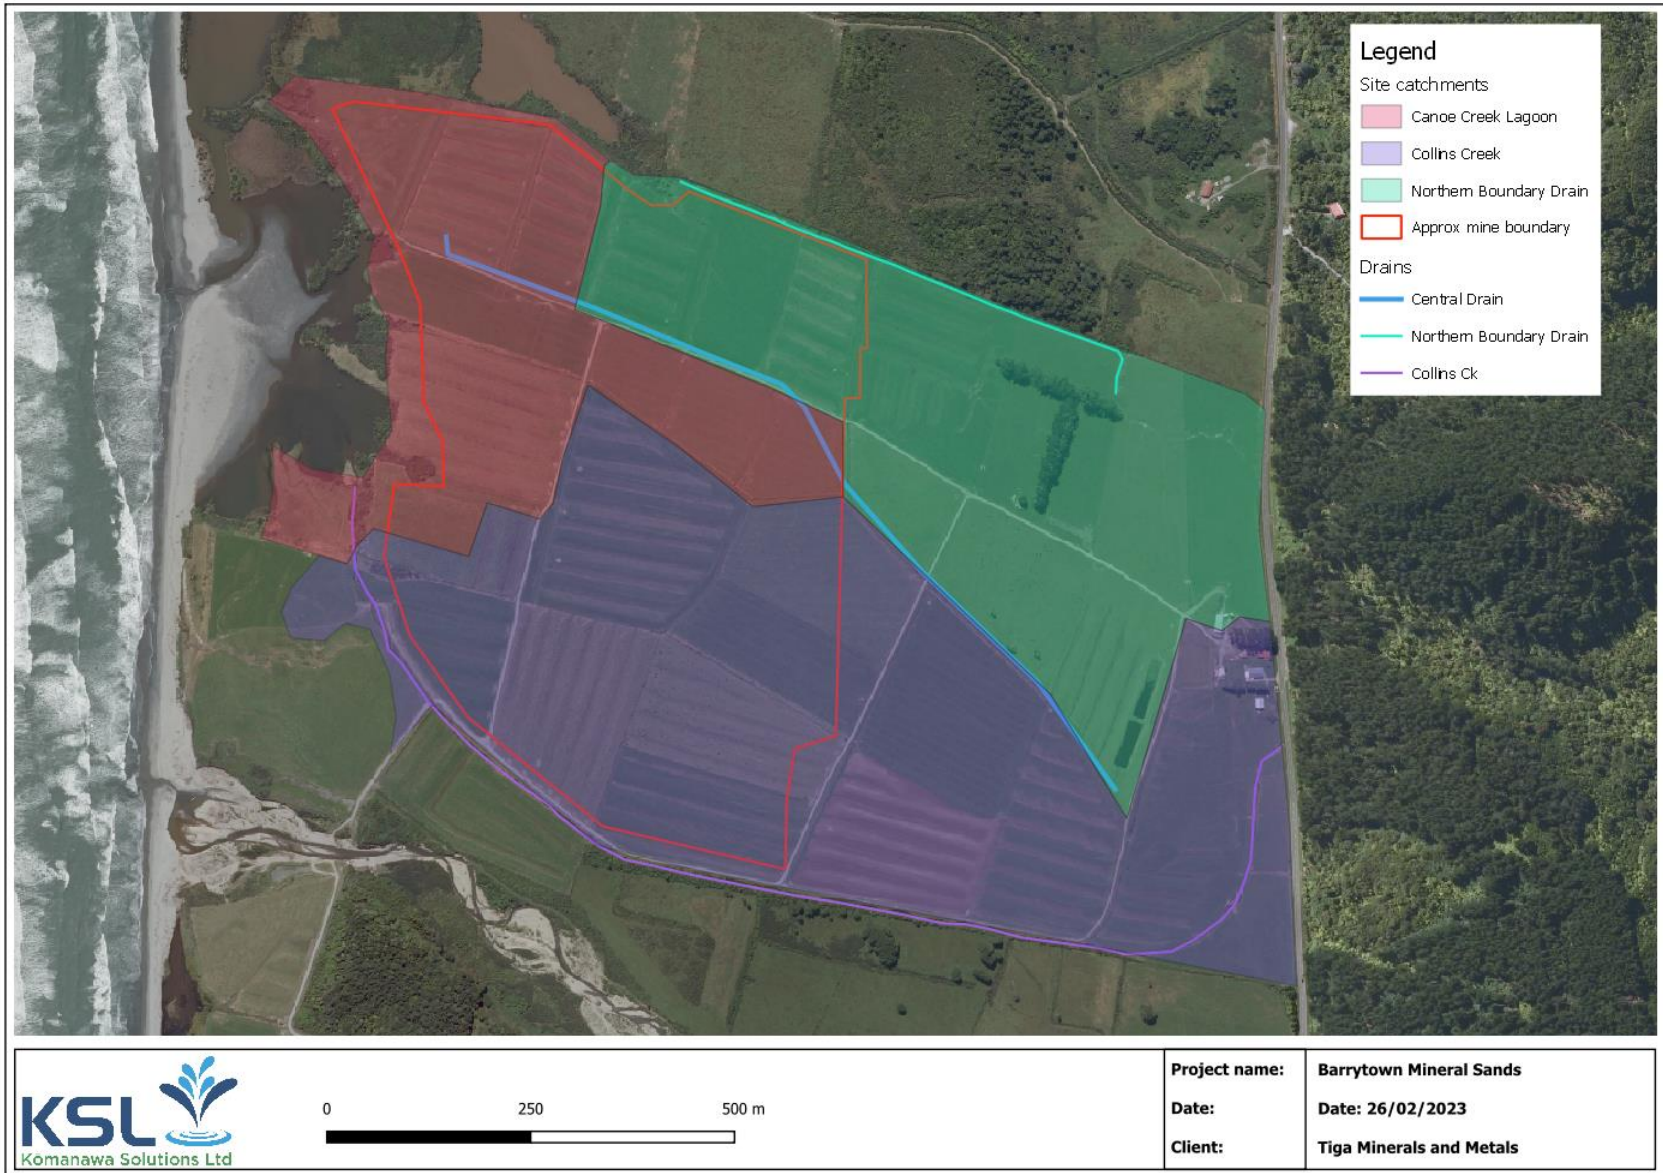 Legend
Site catchments
Canoe Creek Lagoon
Collins Creek
Northern Boundary Drain
Approx mine boundary
Drains
Central Drain
Northern Boundary Drain
Collins Ck
KSL
Kōmanawa Solutions Ltd
0 250 500 m
Project name: Barrytown Mineral Sands
Date: Date: 26/02/2023
Client: Tiga Minerals and Metals